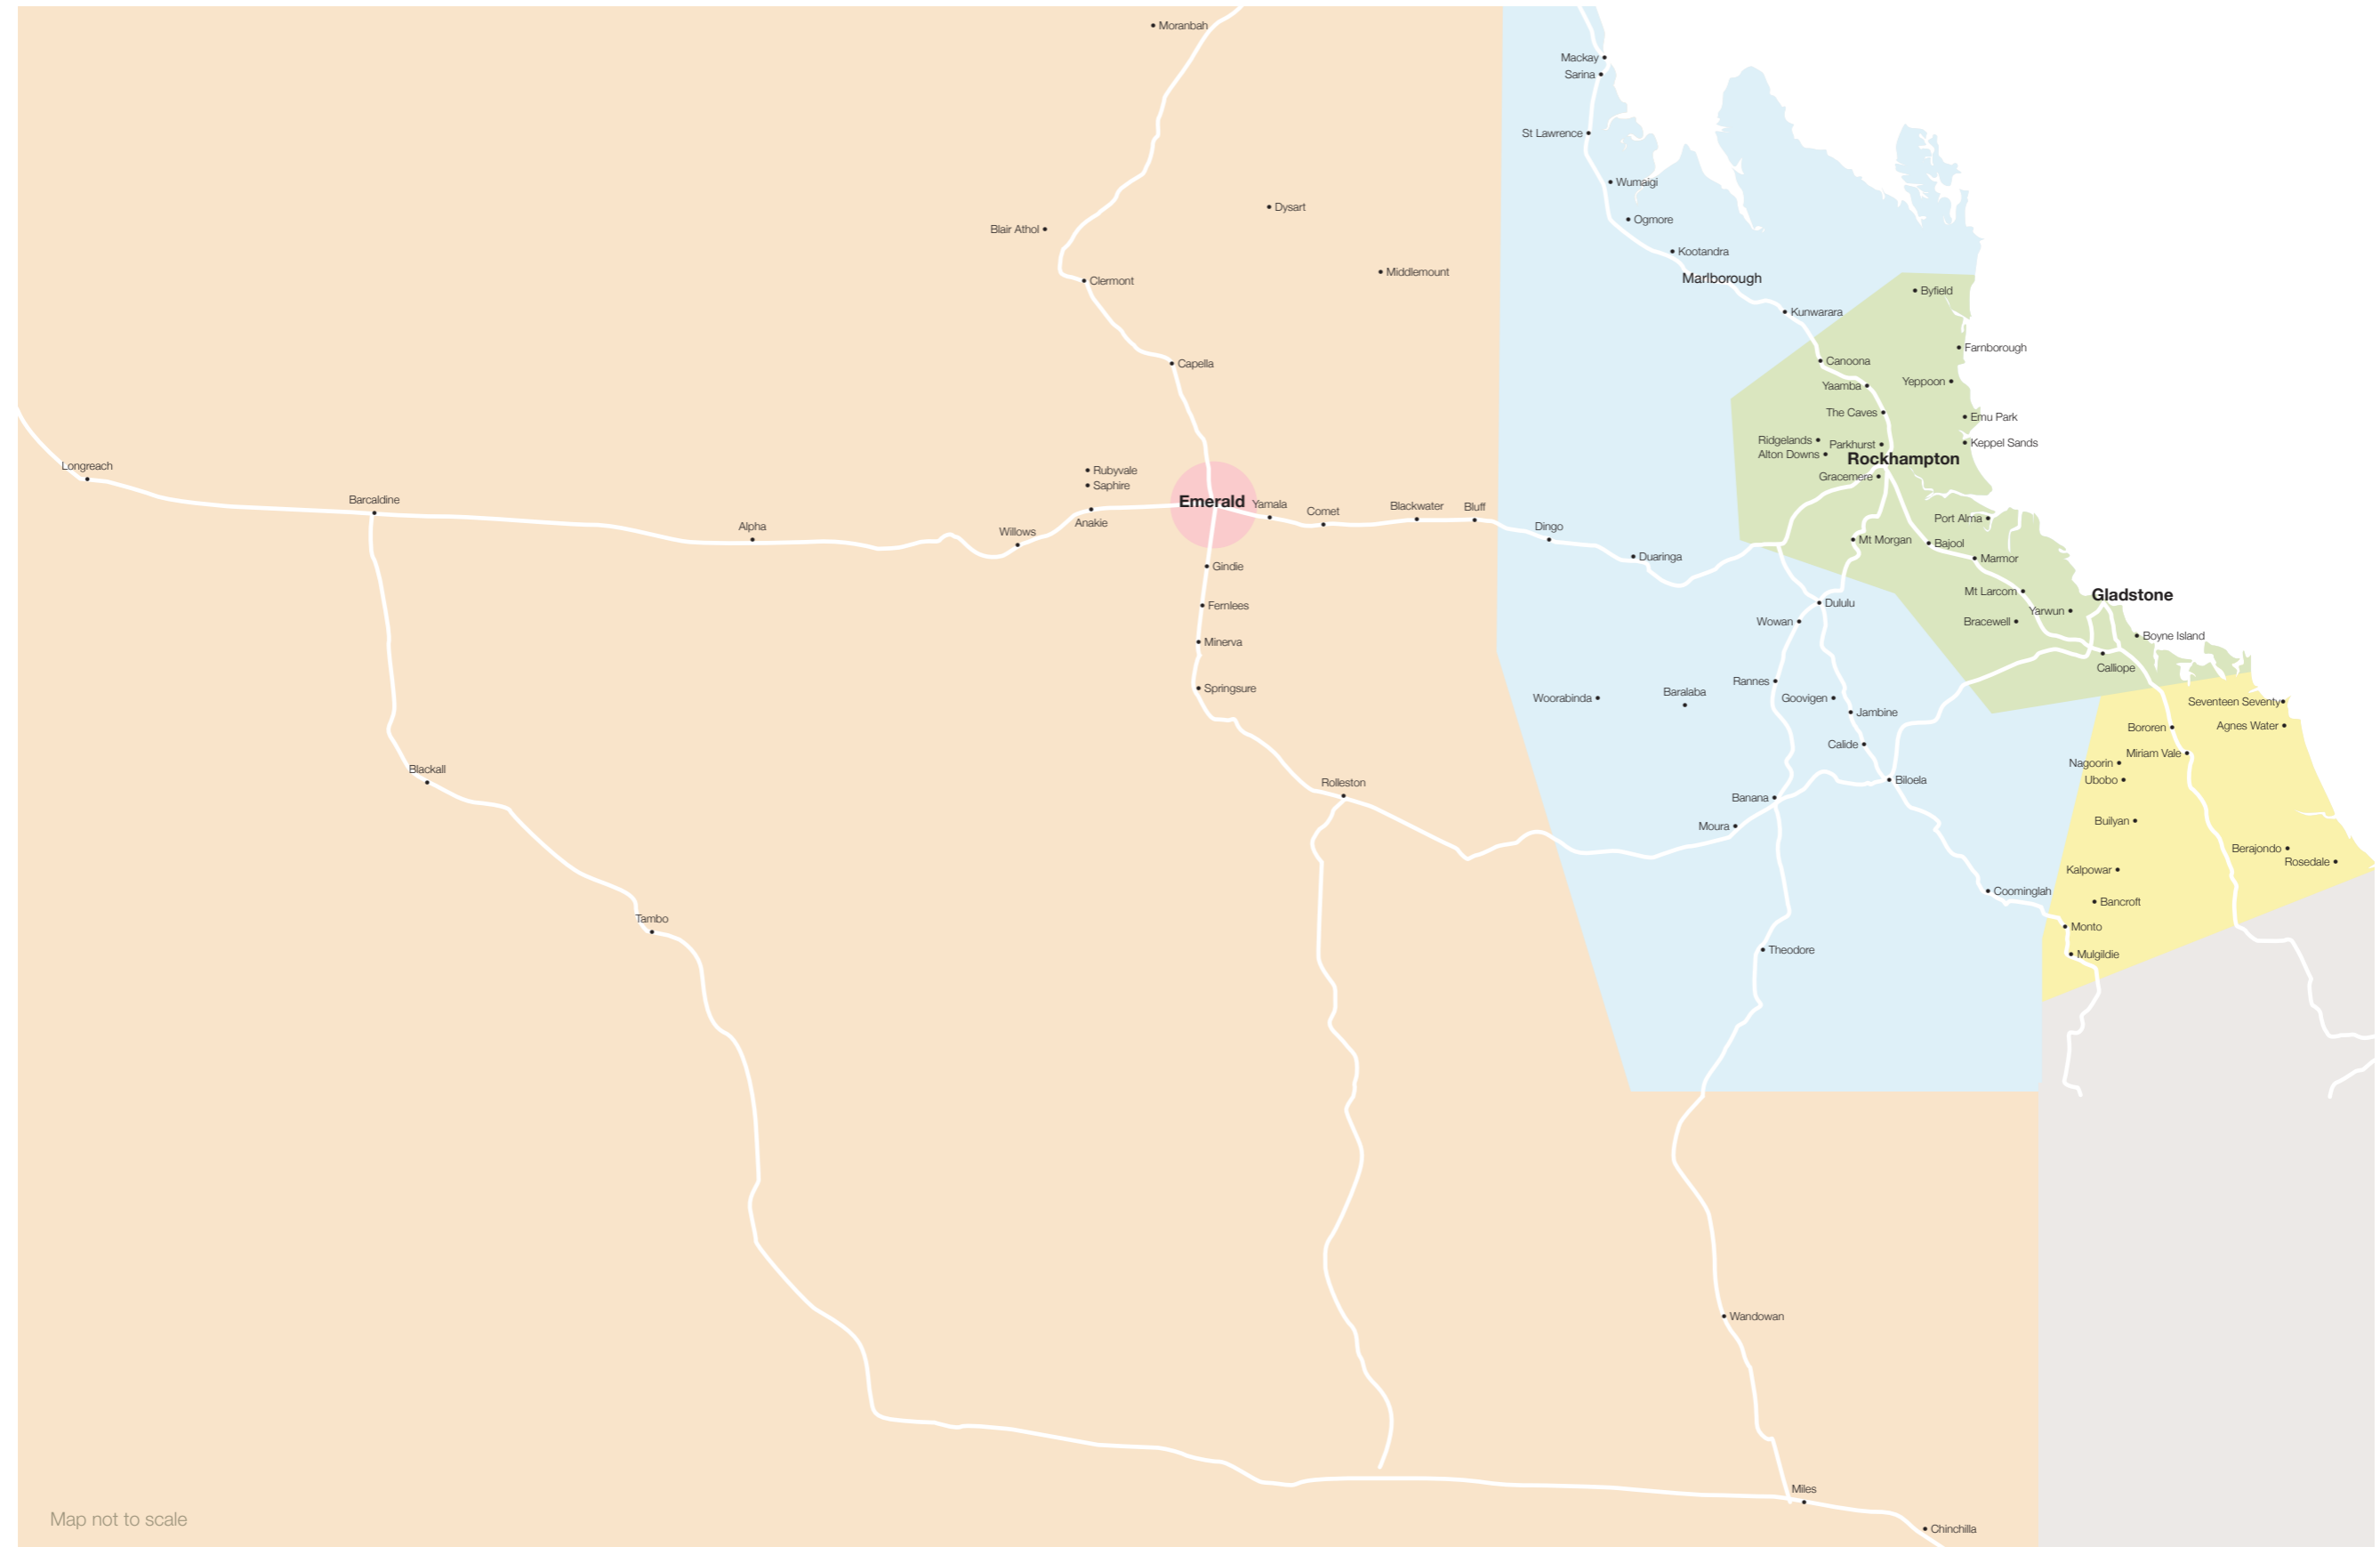 Moranbah
Mackay
Sarina
St Lawrence
Wumaigi
Dysart
Ogmore
Blair Athol
Kootandra
Middlemount
Marlborough
Clermont
Byfield
Kunwarara
Farnborough
Canoona
Capella
Yeppoon
Yaamba
The Caves
Emu Park
Ridgelands
Parkhurst
Keppel Sands
Alton Downs
Rockhampton
Longreach
Rubyvale
Gracemere
Saphire
Barcaldine
Emerald
Yamala
Blackwater
Bluff
Comet
Port Alma
Anakie
Alpha
Dingo
Willows
Mt Morgan
Bajool
Duaringa
Marmor
Gindie
Mt Larcom
Gladstone
Dululu
Fernlees
Yarwun
Wowan
Bracewell
Boyne Island
Minerva
Calliope
Rannes
Springsure
Baralaba
Woorabinda
Goovigen
Seventeen Seventy
Jambine
Agnes Water
Bororen
Calide
Miriam Vale
Nagoorin
Blackall
Biloela
Ubobo
Rolleston
Banana
Builyan
Moura
Berajondo
Rosedale
Kalpowar
Coominglah
Bancroft
Tambo
Monto
Theodore
Mulgildie
Wandowan
Miles
Map not to scale
Chinchilla